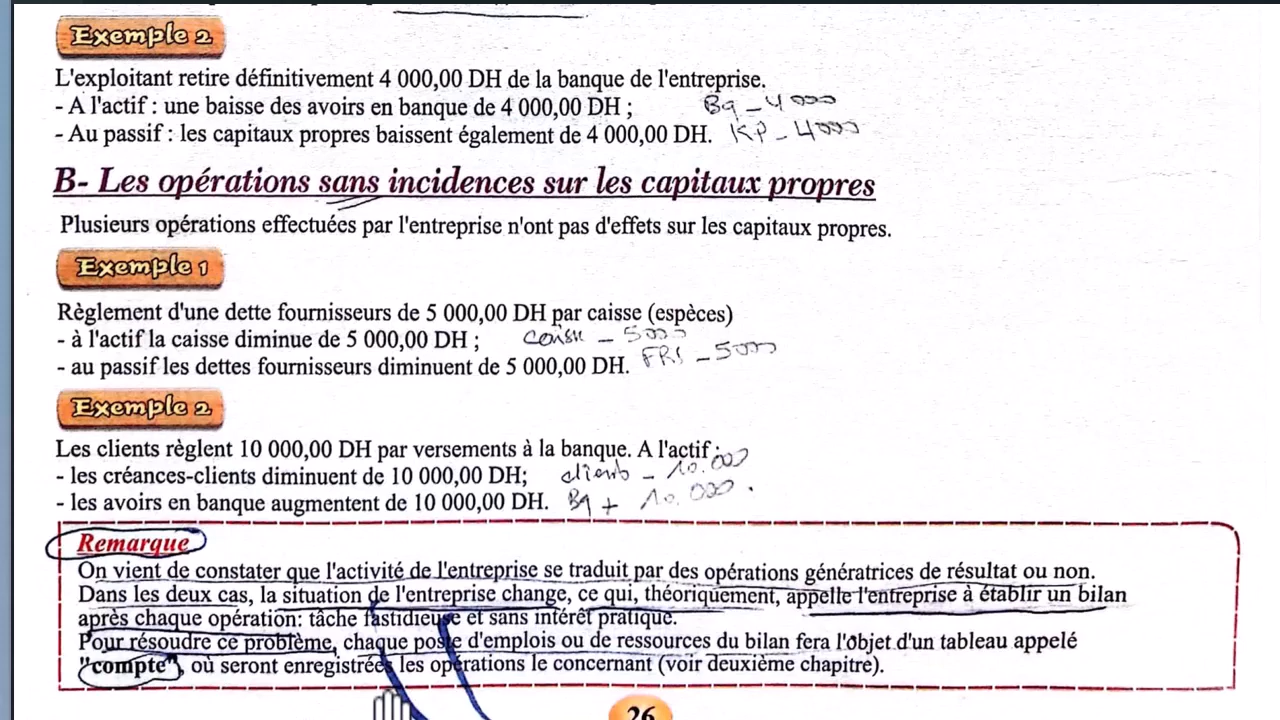 Exemple 2
L'exploitant retire définitivement 4 000,00 DH de la banque de l'entreprise.
- A l'actif : une baisse des avoirs en banque de 4 000,00 DH ; Bq - 4000
- Au passif : les capitaux propres baissent également de 4 000,00 DH. KP - 4000
B- Les opérations sans incidences sur les capitaux propres
Plusieurs opérations effectuées par l'entreprise n'ont pas d'effets sur les capitaux propres.
Exemple 1
Règlement d'une dette fournisseurs de 5 000,00 DH par caisse (espèces)
- à l'actif la caisse diminue de 5 000,00 DH ; caisse - 5000
- au passif les dettes fournisseurs diminuent de 5 000,00 DH. FRS - 5000
Exemple 2
Les clients règlent 10 000,00 DH par versements à la banque. A l'actif :
- les créances-clients diminuent de 10 000,00 DH; clients - 10.000
- les avoirs en banque augmentent de 10 000,00 DH. Bq + 10.000.
Remarque
On vient de constater que l'activité de l'entreprise se traduit par des opérations génératrices de résultat ou non.
Dans les deux cas, la situation de l'entreprise change, ce qui, théoriquement, appelle l'entreprise à établir un bilan
après chaque opération: tâche fastidieuse et sans intérêt pratique.
Pour résoudre ce problème, chaque poste d'emplois ou de ressources du bilan fera l'objet d'un tableau appelé
"compte", où seront enregistrées les opérations le concernant (voir deuxième chapitre).
26